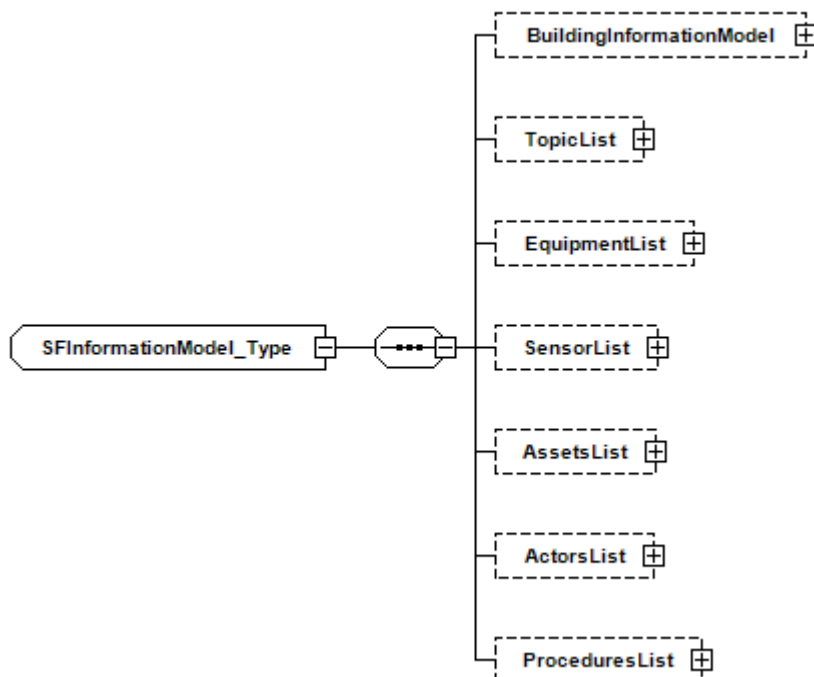 BuildingInformationModel
TopicList
EquipmentList
SFInformationModel_Type
SensorList
AssetsList
ActorsList
ProceduresList